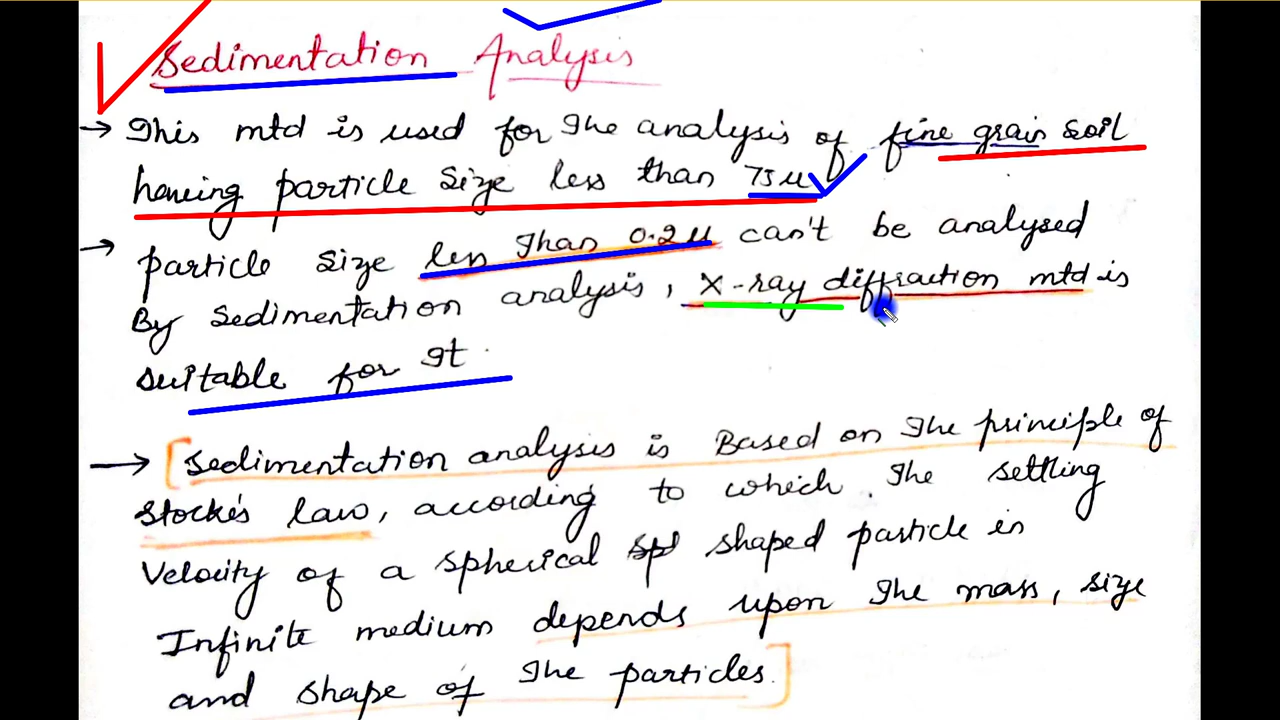 Sedimentation Analysis
→ This mtd is used for the analysis of fine grain soil
having particle size less than 75μ
→ particle size less than 0.2μ can't be analysed
By sedimentation analysis, X-ray diffraction mtd is
suitable for It.
→ [Sedimentation analysis is Based on the principle of
Stocke's law, according to which the settling
Velocity of a spherical shaped particle in
Infinite medium depends upon the mass, size
and shape of the particles.]